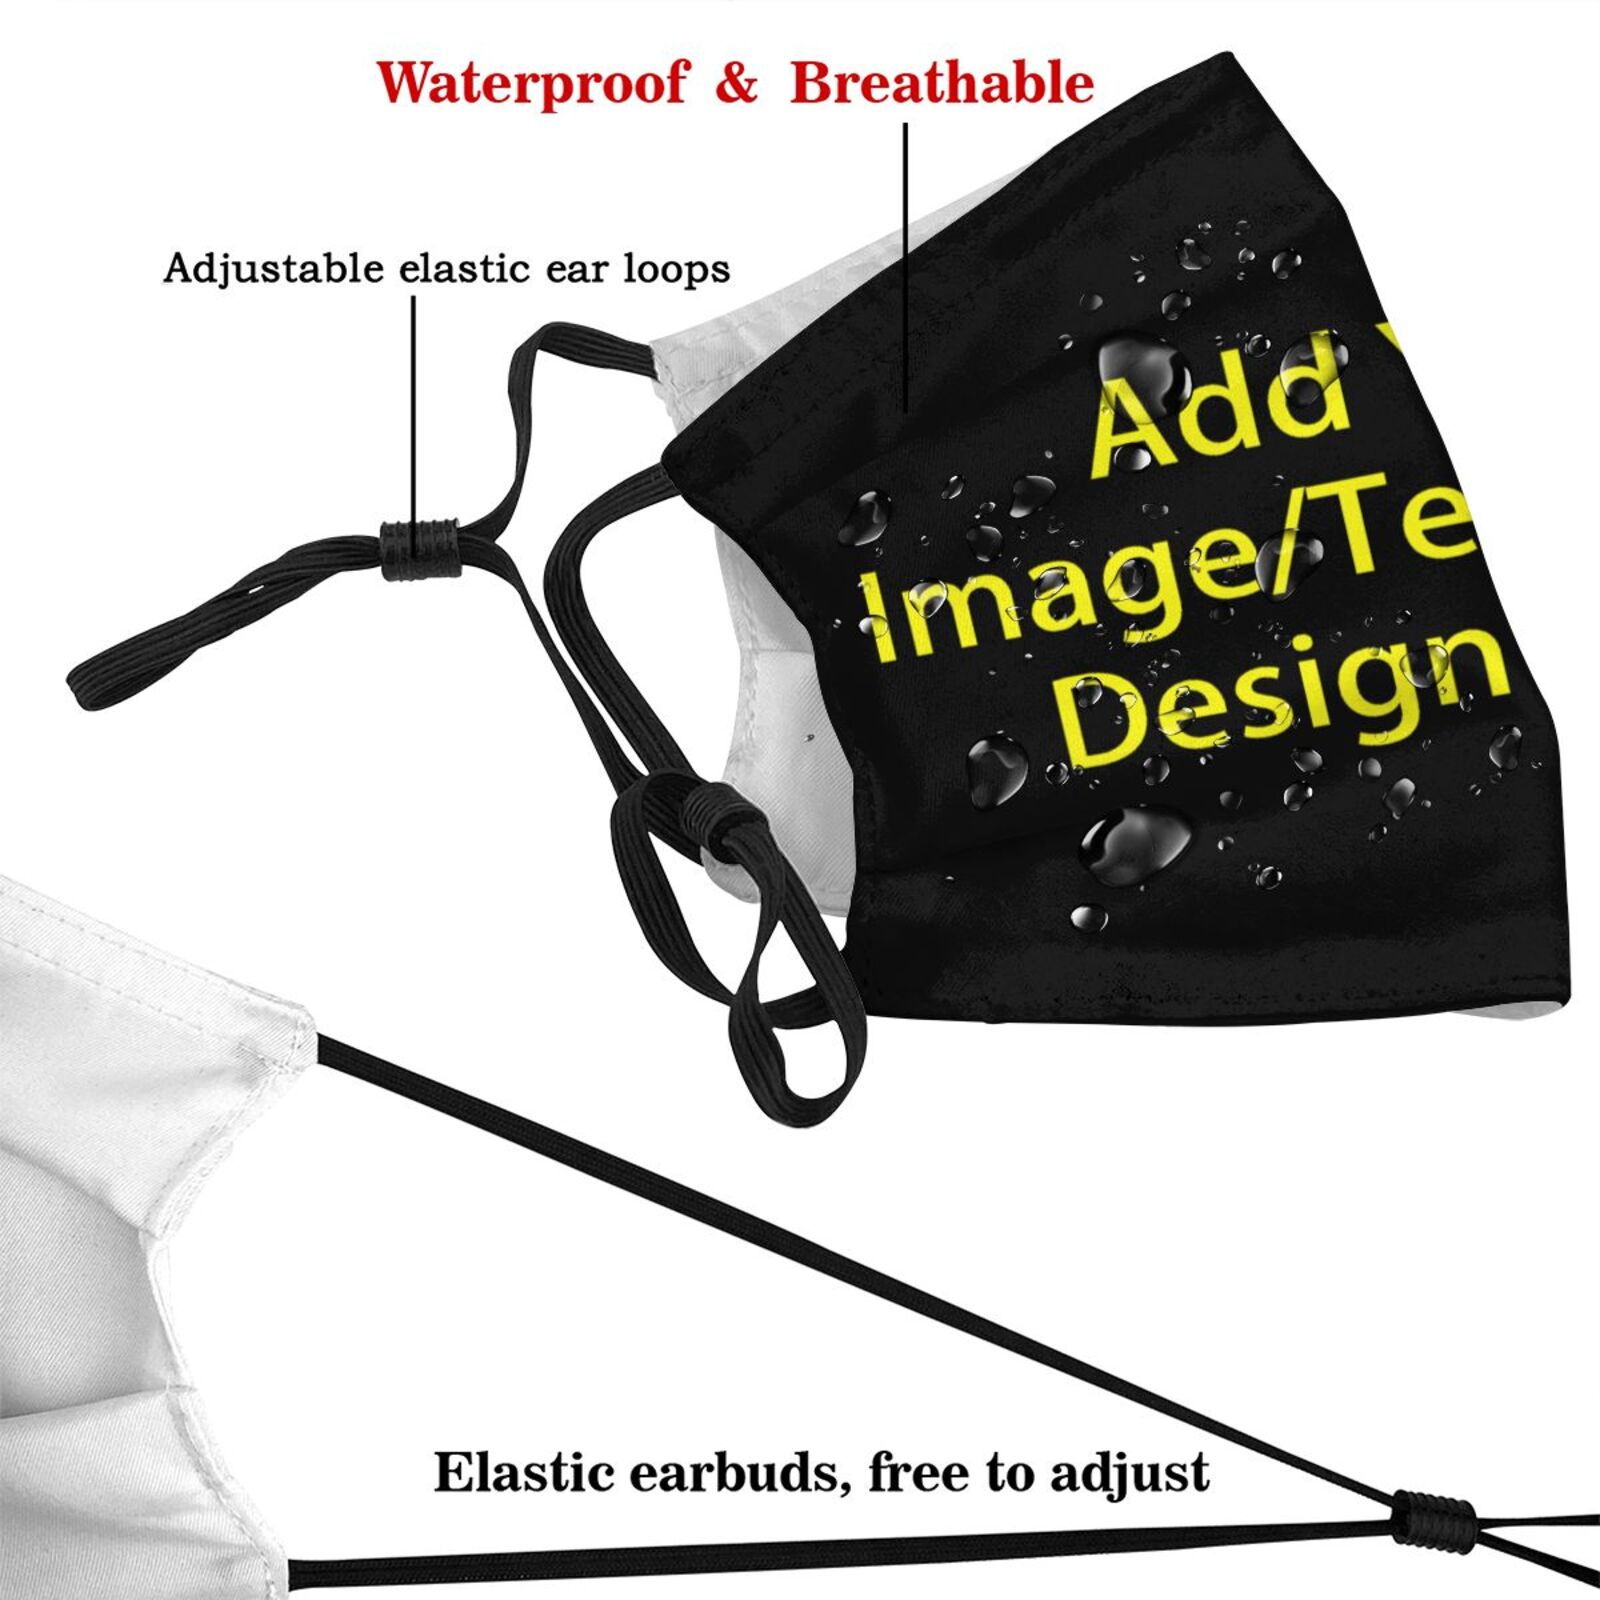 Waterproof & Breathable
Adjustable elastic ear loops
Add
Image/Te
Design
Elastic earbuds, free to adjust